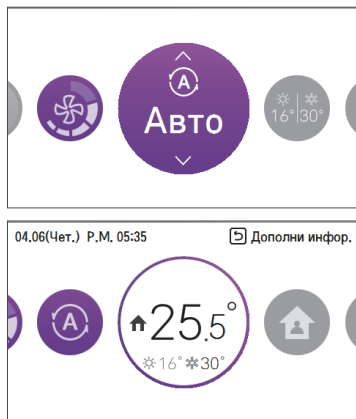 A
Авто
16° 30°
04.06(Чет.) P.M. 05:35 Дополни инфор.
A
25.5°
16° 30°